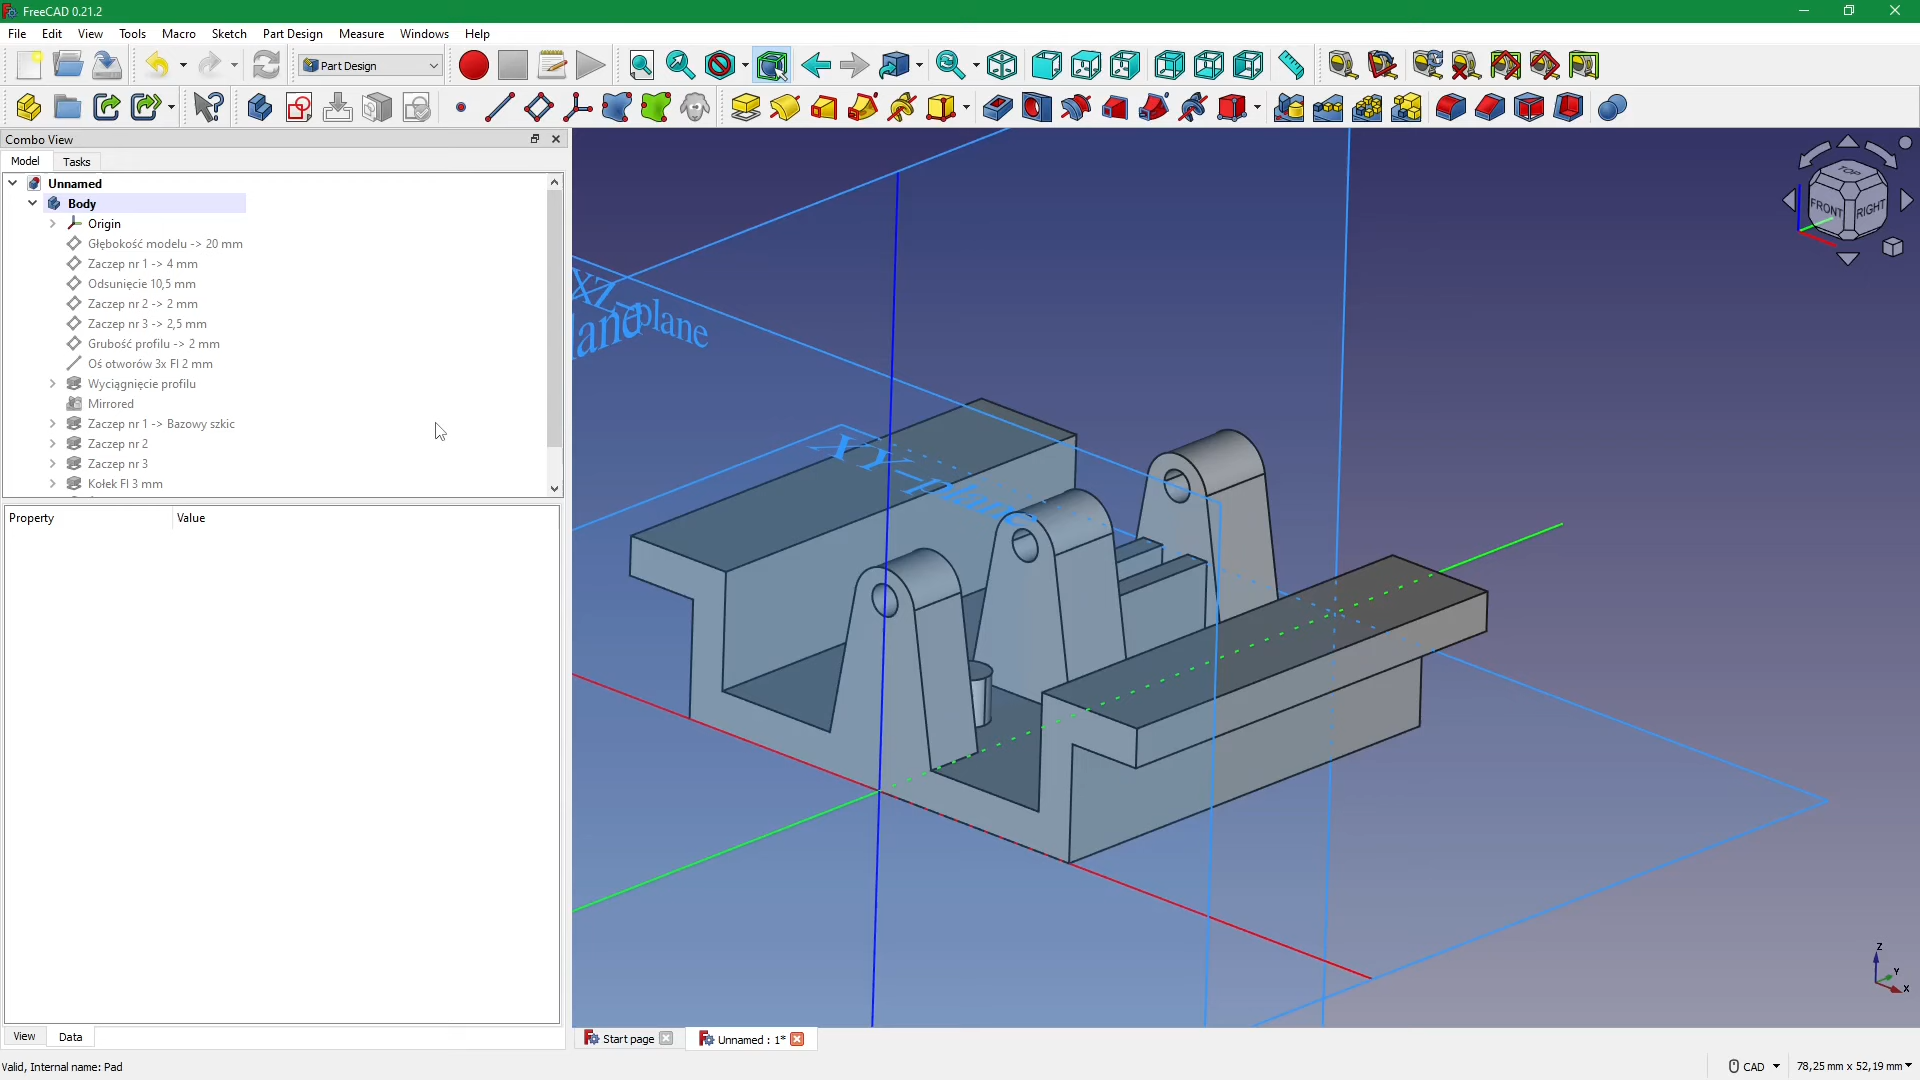 FreeCAD 0.21.2
File Edit View Tools Macro Sketch Part Design Measure Windows Help
Part Design
Combo View
Model Tasks
Unnamed
Body
Origin
Głębokość modelu -> 20 mm
Zaczep nr 1 -> 4 mm
Odsunięcie 10,5 mm
Zaczep nr 2 -> 2 mm
Zaczep nr 3 -> 2,5 mm
Grubość profilu -> 2 mm
Oś otworów 3x FI 2 mm
Wyciągnięcie profilu
Mirrored
Zaczep nr 1 -> Bazowy szkic
Zaczep nr 2
Zaczep nr 3
Kołek FI 3 mm
Property Value
XZ-plane
lane
XY-plane
TOP
FRONT RIGHT
Z
Y
X
View Data
Start page Unnamed : 1*
Valid, Internal name: Pad
CAD 78,25 mm x 52,19 mm